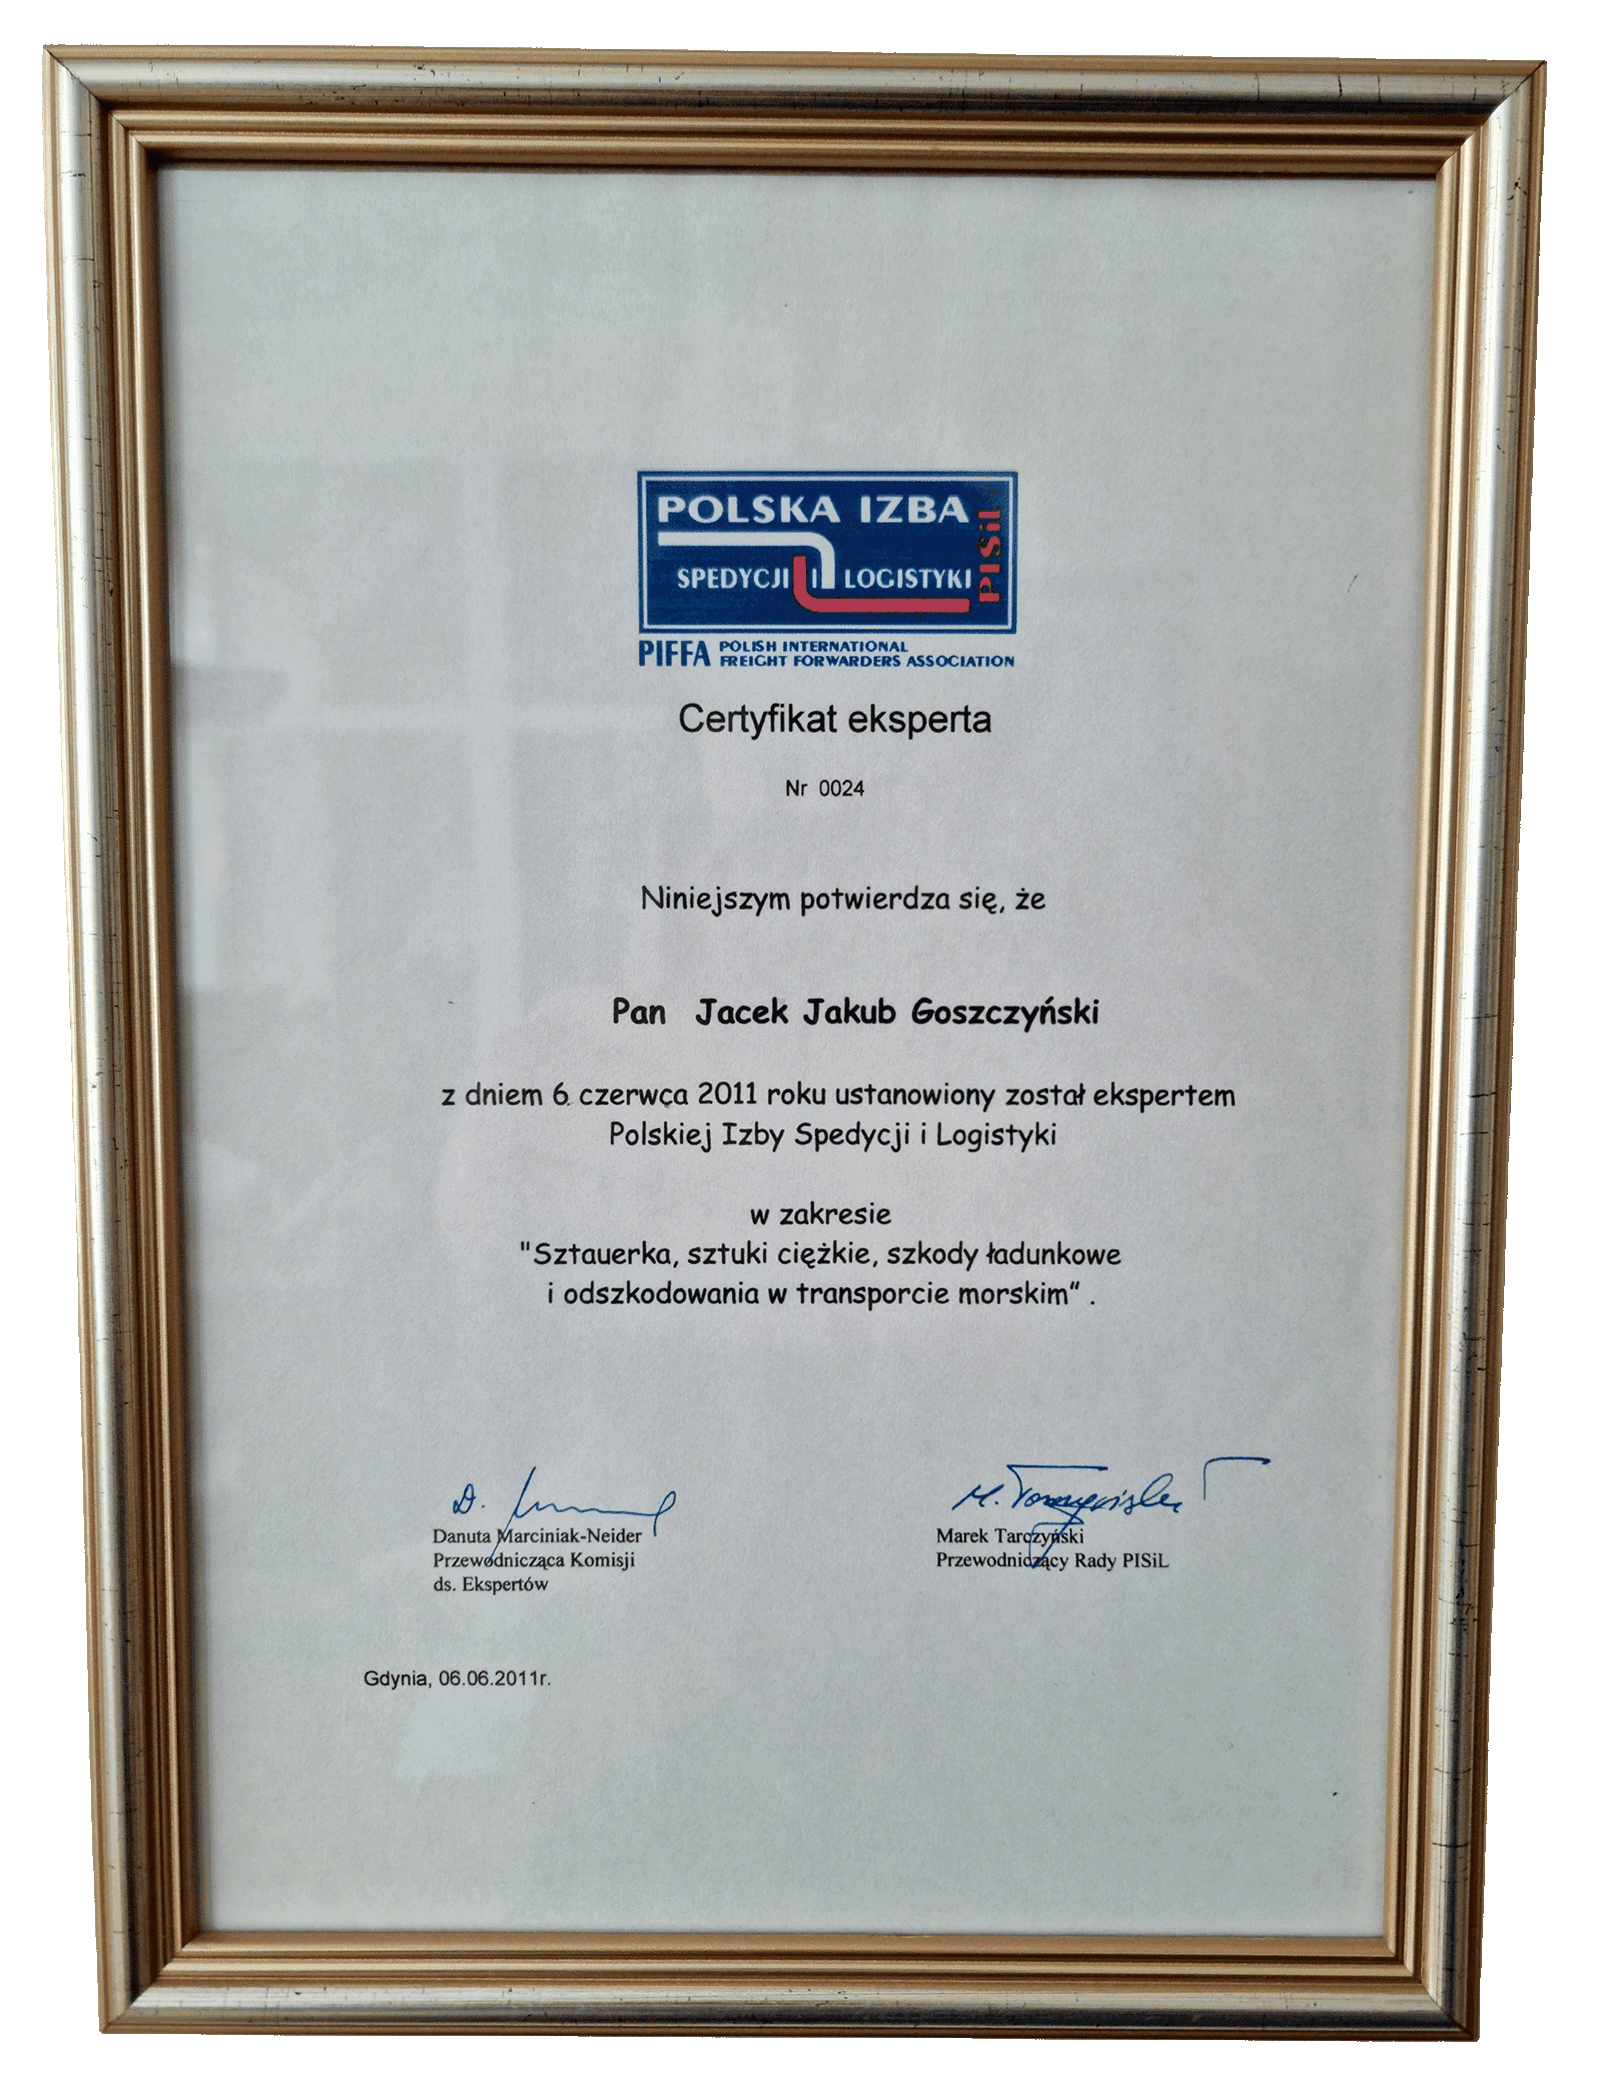 POLSKA IZBA
SPEDYCJI I LOGISTYKI
PISiL
PIFFA POLISH INTERNATIONAL
FREIGHT FORWARDERS ASSOCIATION
Certyfikat eksperta
Nr 0024
Niniejszym potwierdza się, że
Pan Jacek Jakub Goszczyński
z dniem 6 czerwca 2011 roku ustanowiony został ekspertem
Polskiej Izby Spedycji i Logistyki
w zakresie
"Sztauerka, sztuki ciężkie, szkody ładunkowe
i odszkodowania w transporcie morskim" .
Danuta Marciniak-Neider
Przewodnicząca Komisji
ds. Ekspertów
Marek Tarczyński
Przewodniczący Rady PISiL
Gdynia, 06.06.2011r.